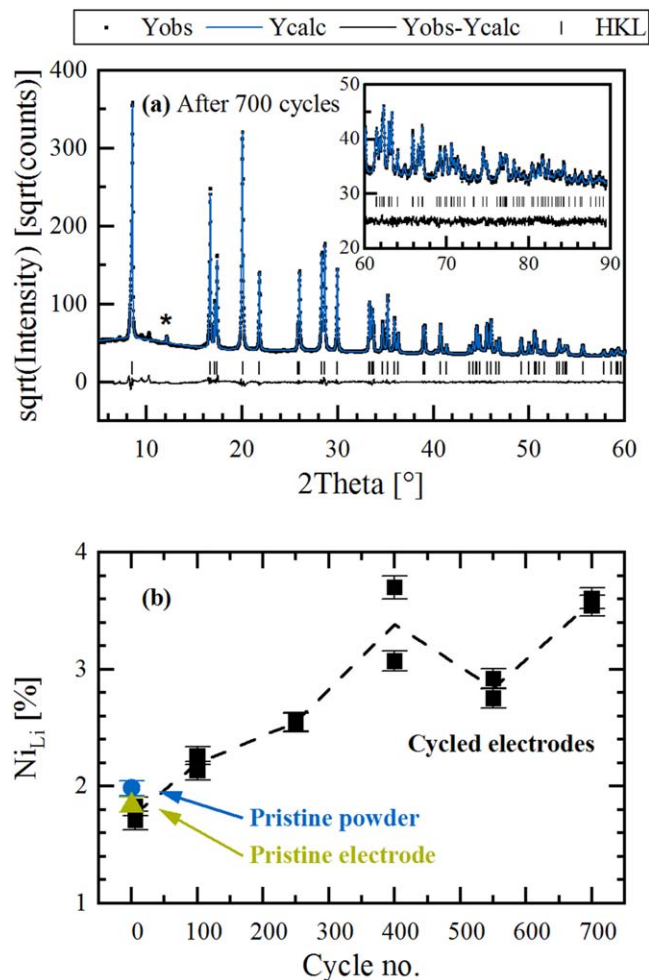 Yobs Ycalc Yobs-Ycalc HKL
(a) After 700 cycles
sqrt(Intensity) [sqrt(counts)]
400
300
200
100
0
*
10 20 30 40 50 60
2Theta [°]
50
40
30
20
60 70 80 90
(b)
Ni_Li [%]
4
3
2
1
Cycled electrodes
Pristine powder
Pristine electrode
0 100 200 300 400 500 600 700
Cycle no.